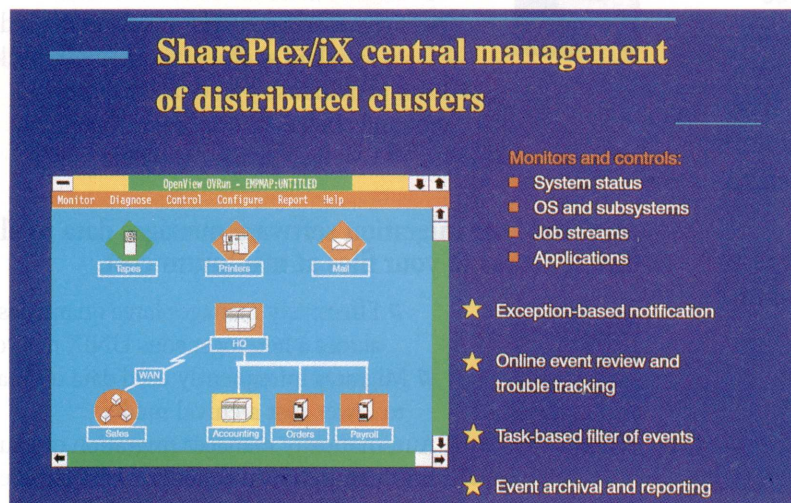 SharePlex/iX central management
of distributed clusters
OpenView OVRun - EMPMAP:UNTITLED
Monitor Diagnose Control Configure Report Help
Tapes Printers Mail
HQ
WAN
Sales Accounting Orders Payroll
Monitors and controls:
System status
OS and subsystems
Job streams
Applications
Exception-based notification
Online event review and
trouble tracking
Task-based filter of events
Event archival and reporting